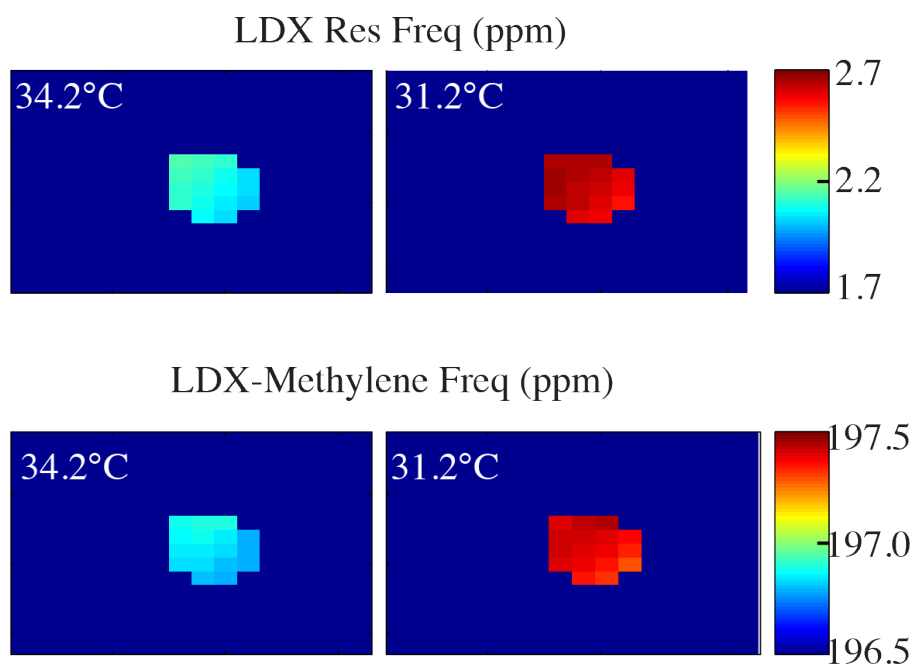 LDX Res Freq (ppm)
34.2°C
31.2°C
2.7
2.2
1.7
LDX-Methylene Freq (ppm)
34.2°C
31.2°C
197.5
197.0
196.5